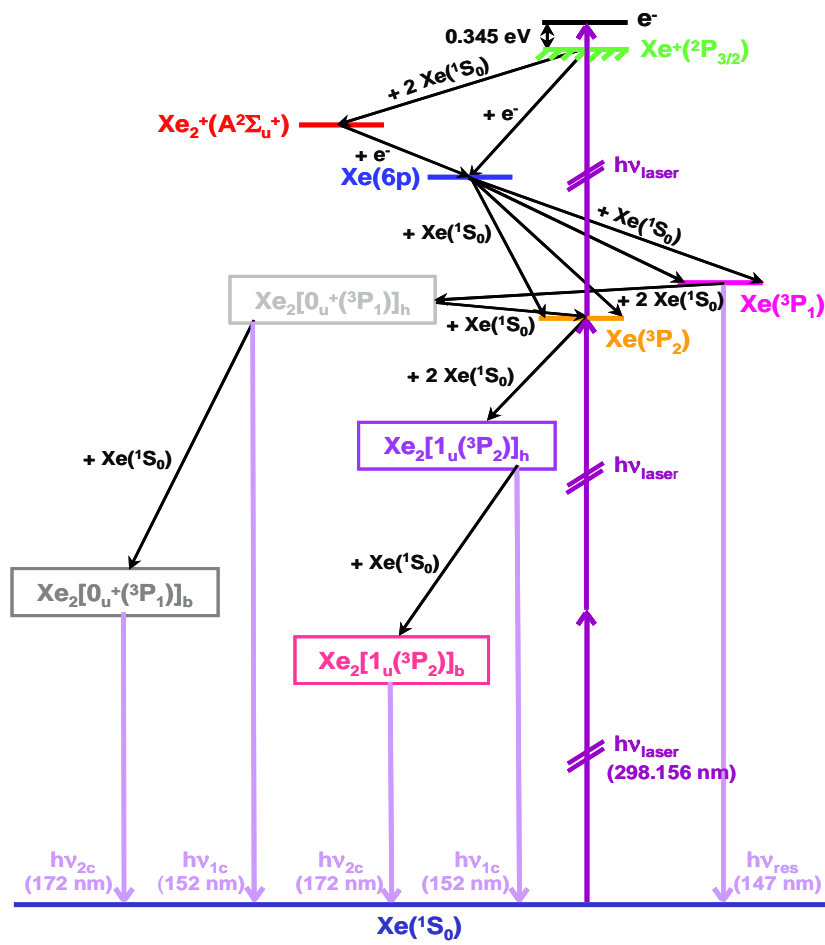 e⁻
0.345 eV
Xe⁺(²P₃/₂)
+ 2 Xe(¹S₀)
+ e⁻
Xe₂⁺(A²Σᵤ⁺)
+ e⁻
Xe(6p)
hνlaser
+ Xe(¹S₀)
+ Xe(¹S₀)
Xe₂[0ᵤ⁺(³P₁)]ₕ
+ 2 Xe(¹S₀)
Xe(³P₁)
+ Xe(¹S₀)
Xe(³P₂)
+ 2 Xe(¹S₀)
Xe₂[1ᵤ(³P₂)]ₕ
+ Xe(¹S₀)
hνlaser
+ Xe(¹S₀)
Xe₂[0ᵤ⁺(³P₁)]b
Xe₂[1ᵤ(³P₂)]b
hνlaser
(298.156 nm)
hν₂c
(172 nm)
hν₁c
(152 nm)
hν₂c
(172 nm)
hν₁c
(152 nm)
hνres
(147 nm)
Xe(¹S₀)